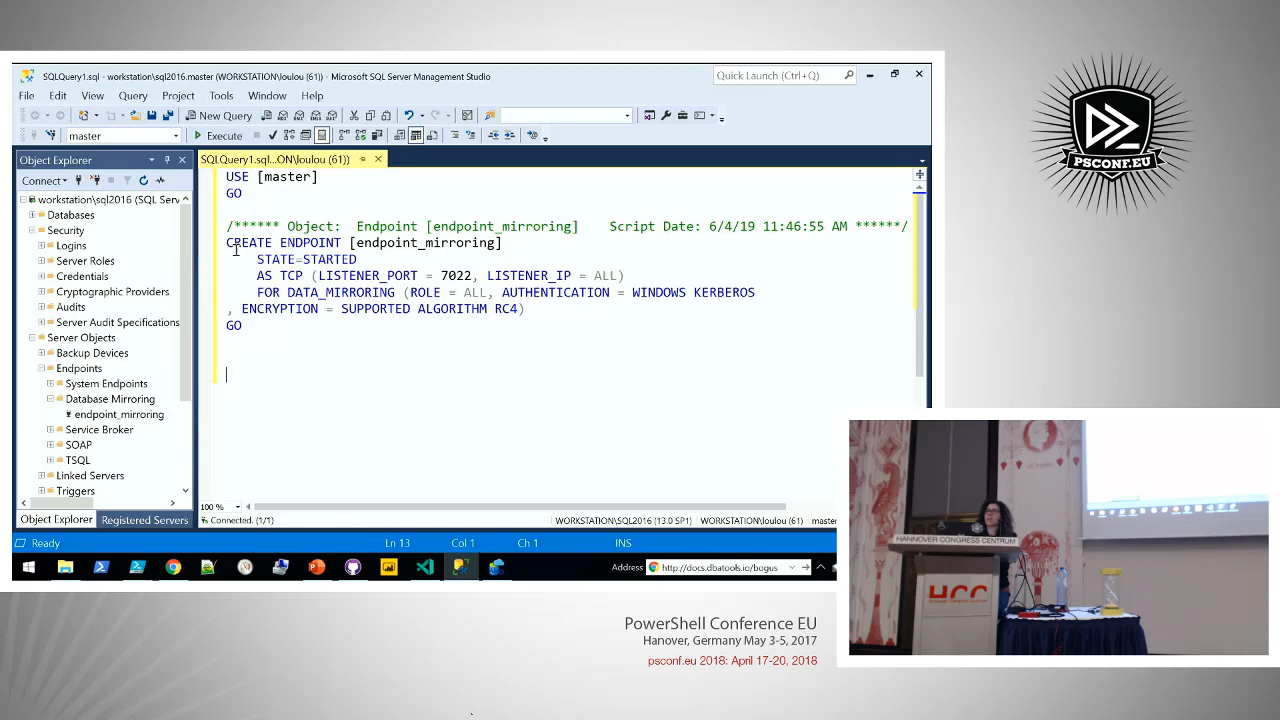 SQLQuery1.sql - workstation\sql2016.master (WORKSTATION\loulou (61)) - Microsoft SQL Server Management Studio
Quick Launch (Ctrl+Q)
File Edit View Query Project Tools Window Help
New Query
master Execute
Object Explorer
SQLQuery1.sql...ON\loulou (61))
Connect
workstation\sql2016 (SQL Serv
Databases
Security
Logins
Server Roles
Credentials
Cryptographic Providers
Audits
Server Audit Specifications
Server Objects
Backup Devices
Endpoints
System Endpoints
Database Mirroring
endpoint_mirroring
Service Broker
SOAP
TSQL
Linked Servers
Triggers
Object Explorer Registered Servers
USE [master]
GO
/****** Object:  Endpoint [endpoint_mirroring]    Script Date: 6/4/19 11:46:55 AM ******/
CREATE ENDPOINT [endpoint_mirroring]
STATE=STARTED
AS TCP (LISTENER_PORT = 7022, LISTENER_IP = ALL)
FOR DATA_MIRRORING (ROLE = ALL, AUTHENTICATION = WINDOWS KERBEROS
, ENCRYPTION = SUPPORTED ALGORITHM RC4)
GO
100 %
Connected. (1/1) WORKSTATION\SQL2016 (13.0 SP1) WORKSTATION\loulou (61) master
Ready Ln 13 Col 1 Ch 1 INS
Address http://docs.dbatools.io/bogus
PSCONF.EU
HANNOVER CONGRESS CENTRUM
HCC
PowerShell Conference EU
Hanover, Germany May 3-5, 2017
psconf.eu 2018: April 17-20, 2018